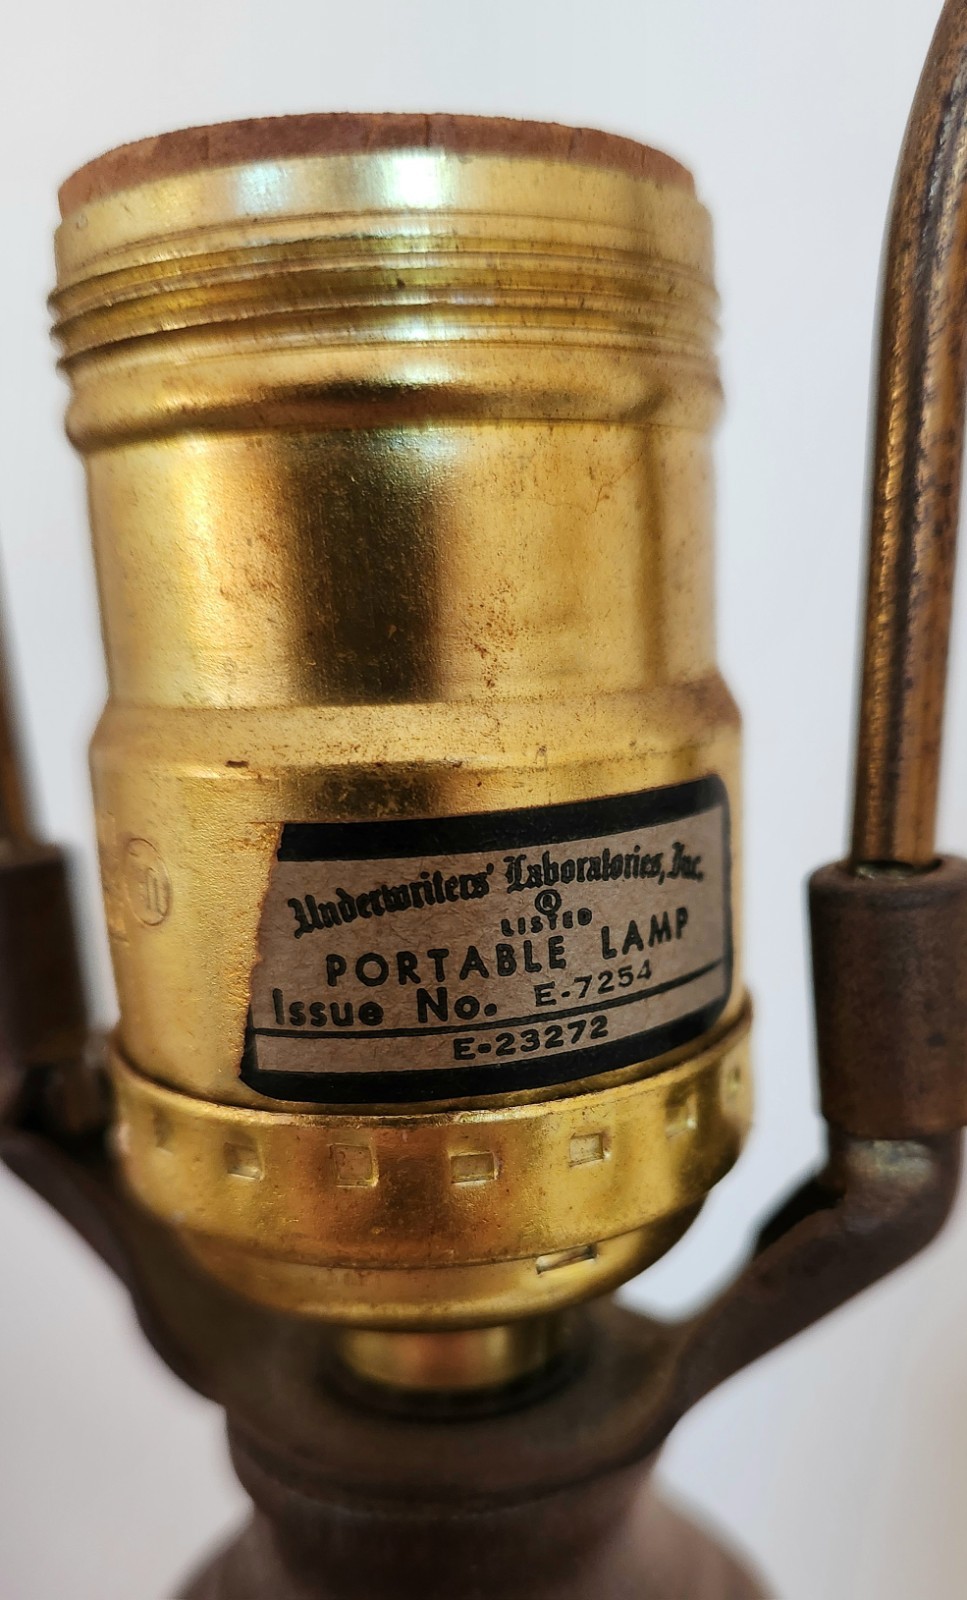 Underwriters' Laboratories, Inc.
LISTED
PORTABLE LAMP
Issue No. E-7254
E-23272